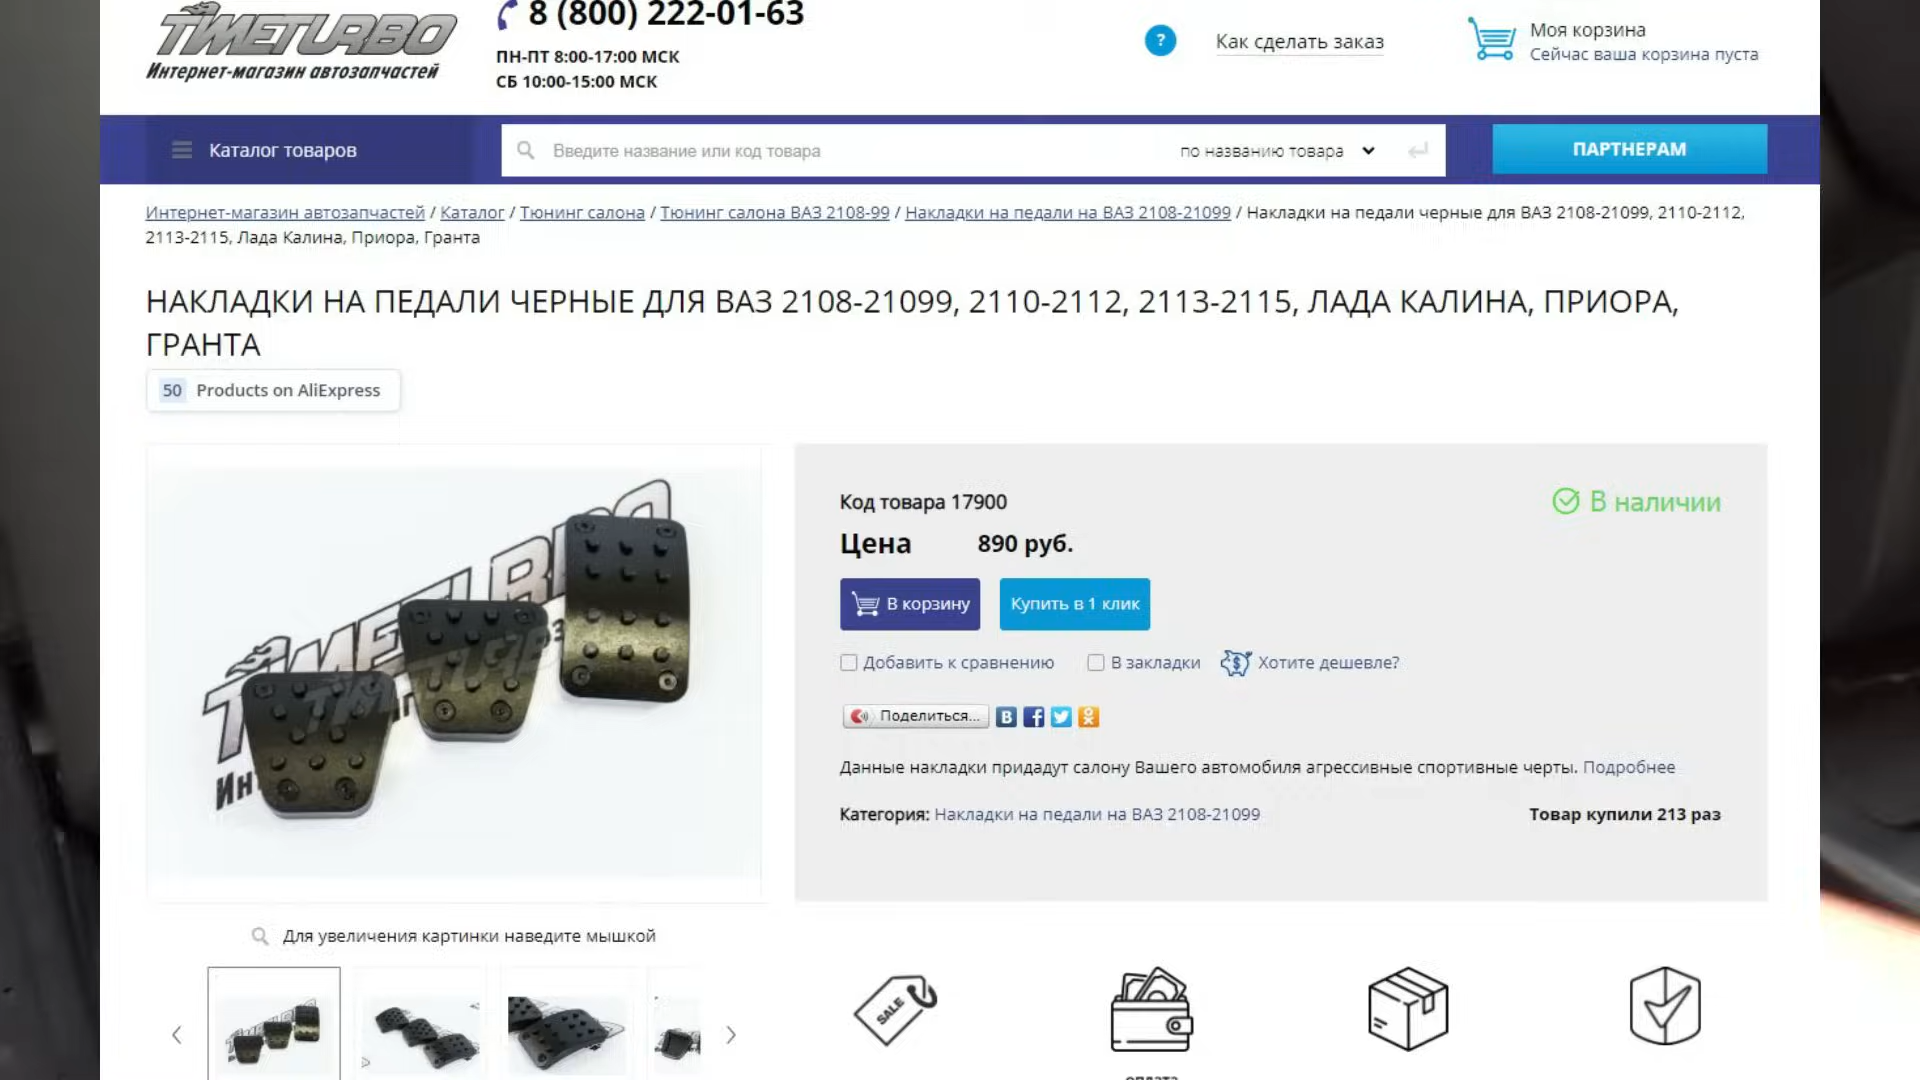 TIMETURBO
Интернет-магазин автозапчастей
8 (800) 222-01-63
ПН-ПТ 8:00-17:00 МСК
СБ 10:00-15:00 МСК
?
Как сделать заказ
Моя корзина
Сейчас ваша корзина пуста
Каталог товаров
Введите название или код товара
по названию товара
ПАРТНЕРАМ
Интернет-магазин автозапчастей / Каталог / Тюнинг салона / Тюнинг салона ВАЗ 2108-99 / Накладки на педали на ВАЗ 2108-21099 / Накладки на педали черные для ВАЗ 2108-21099, 2110-2112,
2113-2115, Лада Калина, Приора, Гранта
НАКЛАДКИ НА ПЕДАЛИ ЧЕРНЫЕ ДЛЯ ВАЗ 2108-21099, 2110-2112, 2113-2115, ЛАДА КАЛИНА, ПРИОРА,
ГРАНТА
50 Products on AliExpress
Код товара 17900
В наличии
Цена 890 руб.
В корзину
Купить в 1 клик
Добавить к сравнению
В закладки
Хотите дешевле?
Поделиться...
Данные накладки придадут салону Вашего автомобиля агрессивные спортивные черты. Подробнее
Категория: Накладки на педали на ВАЗ 2108-21099
Товар купили 213 раз
Для увеличения картинки наведите мышкой
SALE